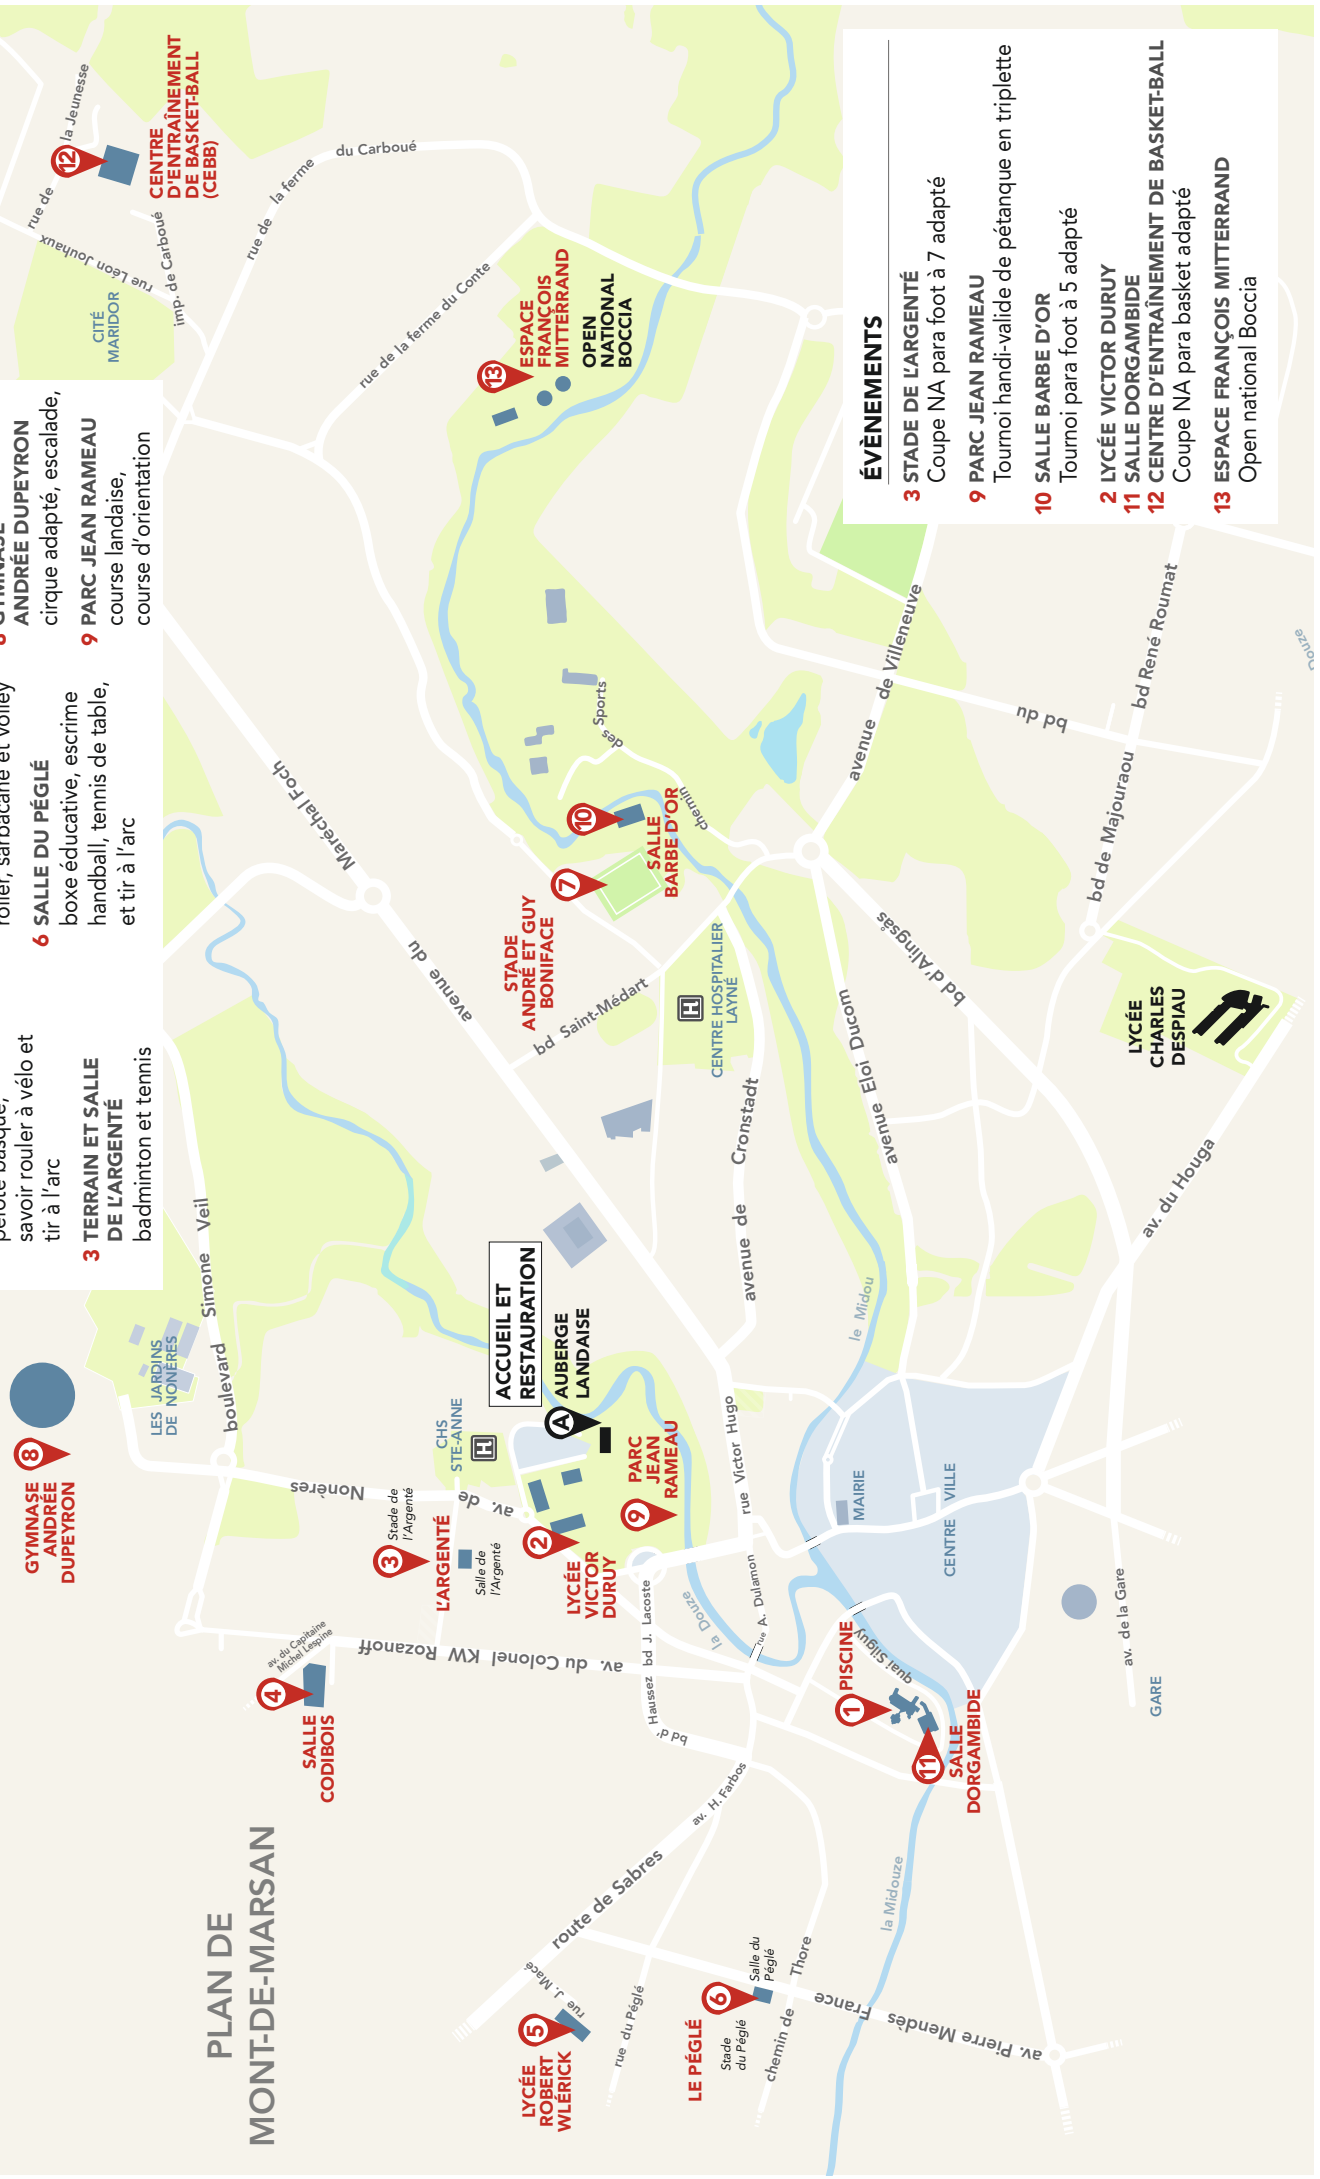 PLAN DE
MONT-DE-MARSAN
pelote basque,
savoir rouler à vélo et
tir à l'arc
3 TERRAIN ET SALLE
DE L'ARGENTÉ
badminton et tennis
roller, sarbacane et volley
6 SALLE DU PÉGLÉ
boxe éducative, escrime
handball, tennis de table,
et tir à l'arc
8 GYMNASE
ANDRÉE DUPEYRON
cirque adapté, escalade,
9 PARC JEAN RAMEAU
course landaise,
course d'orientation
8
GYMNASE
ANDRÉE
DUPEYRON
LES JARDINS
DE NONÈRES
boulevard Simone Veil
av. de Nonères
4
SALLE
CODIBOIS
av. du Capitaine
Michel Lespine
3
L'ARGENTÉ
Stade de
l'Argenté
Salle de
l'Argenté
CHS
STE-ANNE
H
2
LYCÉE
VICTOR
DURUY
ACCUEIL ET
RESTAURATION
A
AUBERGE
LANDAISE
9
PARC
JEAN
RAMEAU
av. du Colonel KW Rozanoff
bd d'Haussez
bd J. Lacoste
la Douze
rue A. Dulamon
rue Victor Hugo
route de Sabres
av. H. Farbos
rue J. Macé
5
LYCÉE
ROBERT
WLÉRICK
rue du Péglé
6
LE PÉGLÉ
Stade
du Péglé
Salle du
Péglé
chemin de Thore
av. Pierre Mendès France
la Midouze
1
PISCINE
quai Silguy
11
SALLE
DORGAMBIDE
MAIRIE
CENTRE VILLE
GARE
av. de la Gare
le Midou
avenue de Cronstadt
avenue Eloi Ducom
avenue du Maréchal Foch
bd Saint-Médart
H
CENTRE HOSPITALIER
LAYNÉ
7
STADE
ANDRÉ ET GUY
BONIFACE
10
SALLE
BARBE D'OR
chemin des Sports
bd d'Alingsås
avenue de Villeneuve
av. du Houga
LYCÉE
CHARLES
DESPIAU
bd de Majouraou
bd René Roumat
bd du
Douze
12
CENTRE
D'ENTRAÎNEMENT
DE BASKET-BALL
(CEBB)
rue de la Jeunesse
rue Léon Jouhaux
imp. de Carboué
CITÉ
MARIDOR
rue de la ferme du Carboué
rue de la ferme du Conte
13
ESPACE
FRANÇOIS
MITTERRAND
OPEN
NATIONAL
BOCCIA
ÉVÈNEMENTS
3 STADE DE L'ARGENTÉ
Coupe NA para foot à 7 adapté
9 PARC JEAN RAMEAU
Tournoi handi-valide de pétanque en triplette
10 SALLE BARBE D'OR
Tournoi para foot à 5 adapté
2 LYCÉE VICTOR DURUY
11 SALLE DORGAMBIDE
12 CENTRE D'ENTRAÎNEMENT DE BASKET-BALL
Coupe NA para basket adapté
13 ESPACE FRANÇOIS MITTERRAND
Open national Boccia